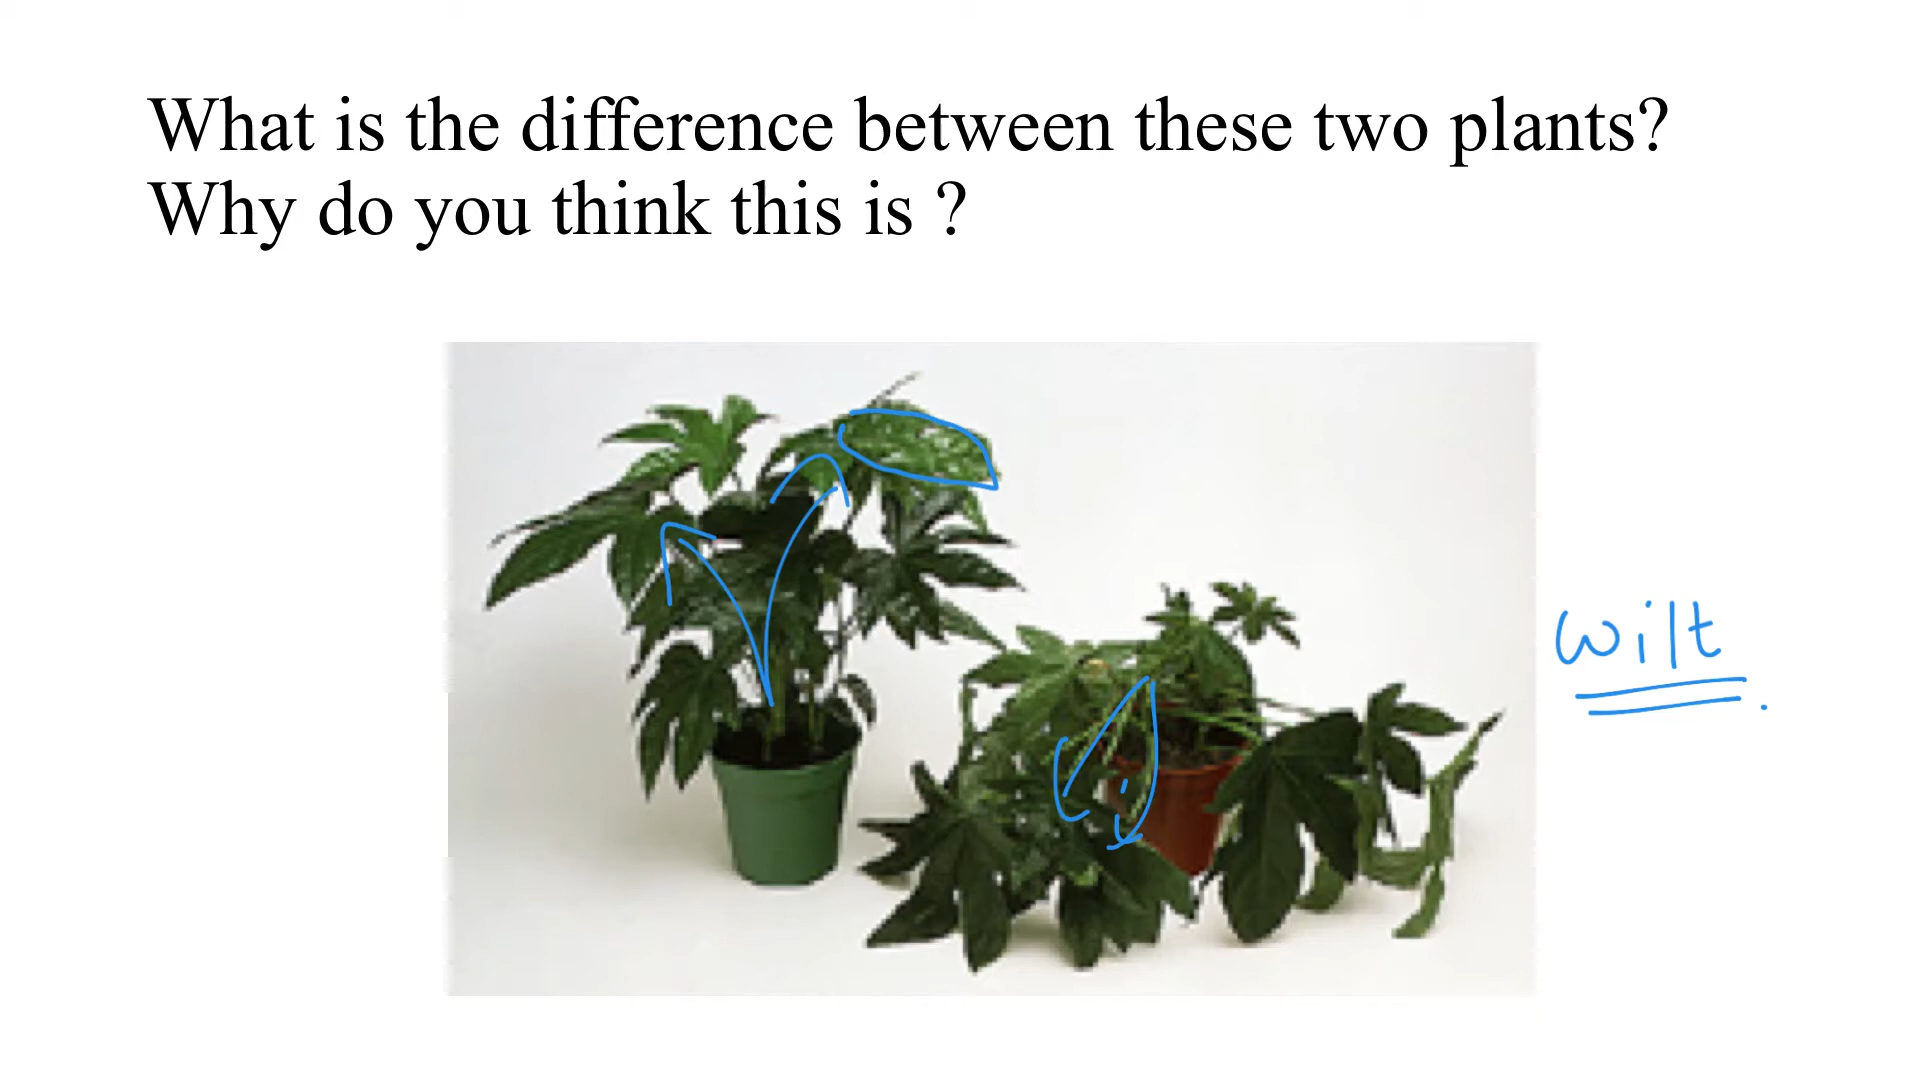 What is the difference between these two plants?
Why do you think this is ?
wilt